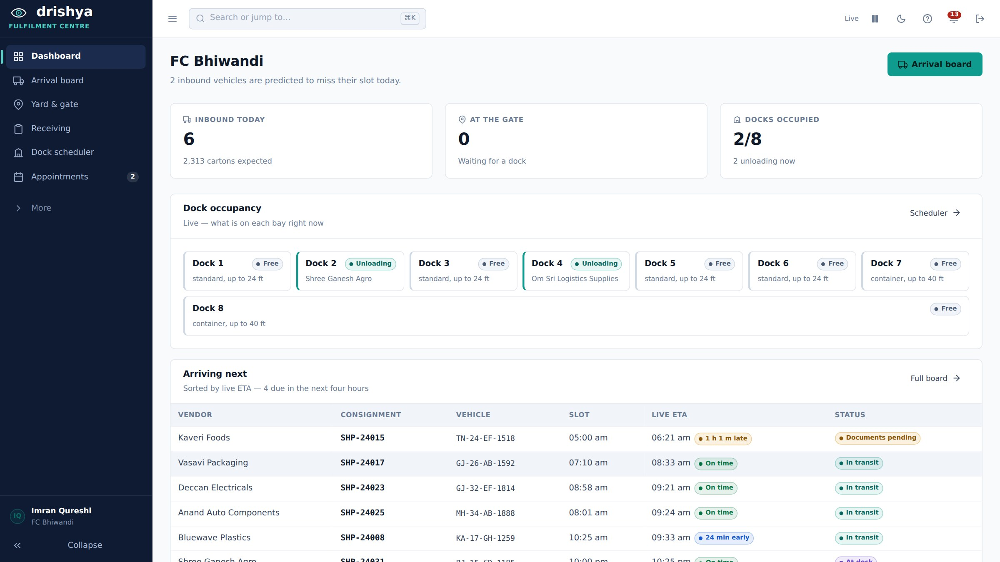 drishya
FULFILMENT CENTRE
Dashboard
Arrival board
Yard & gate
Receiving
Dock scheduler
Appointments 2
More
Imran Qureshi
IQ
FC Bhiwandi
Collapse
Search or jump to... ⌘K
Live
13
FC Bhiwandi
2 inbound vehicles are predicted to miss their slot today.
Arrival board
INBOUND TODAY
6
2,313 cartons expected
AT THE GATE
0
Waiting for a dock
DOCKS OCCUPIED
2/8
2 unloading now
Dock occupancy
Live — what is on each bay right now
Scheduler
Dock 1 Free
standard, up to 24 ft
Dock 2 Unloading
Shree Ganesh Agro
Dock 3 Free
standard, up to 24 ft
Dock 4 Unloading
Om Sri Logistics Supplies
Dock 5 Free
standard, up to 24 ft
Dock 6 Free
standard, up to 24 ft
Dock 7 Free
container, up to 40 ft
Dock 8 Free
container, up to 40 ft
Arriving next
Sorted by live ETA — 4 due in the next four hours
Full board
VENDOR CONSIGNMENT VEHICLE SLOT LIVE ETA STATUS
Kaveri Foods SHP-24015 TN-24-EF-1518 05:00 am 06:21 am 1 h 1 m late Documents pending
Vasavi Packaging SHP-24017 GJ-26-AB-1592 07:10 am 08:33 am On time In transit
Deccan Electricals SHP-24023 GJ-32-EF-1814 08:58 am 09:21 am On time In transit
Anand Auto Components SHP-24025 MH-34-AB-1888 08:01 am 09:24 am On time In transit
Bluewave Plastics SHP-24008 KA-17-GH-1259 10:25 am 09:33 am 24 min early In transit
Shree Ganesh Agro SHP-24031 10:00 pm 10:25 pm On time At dock